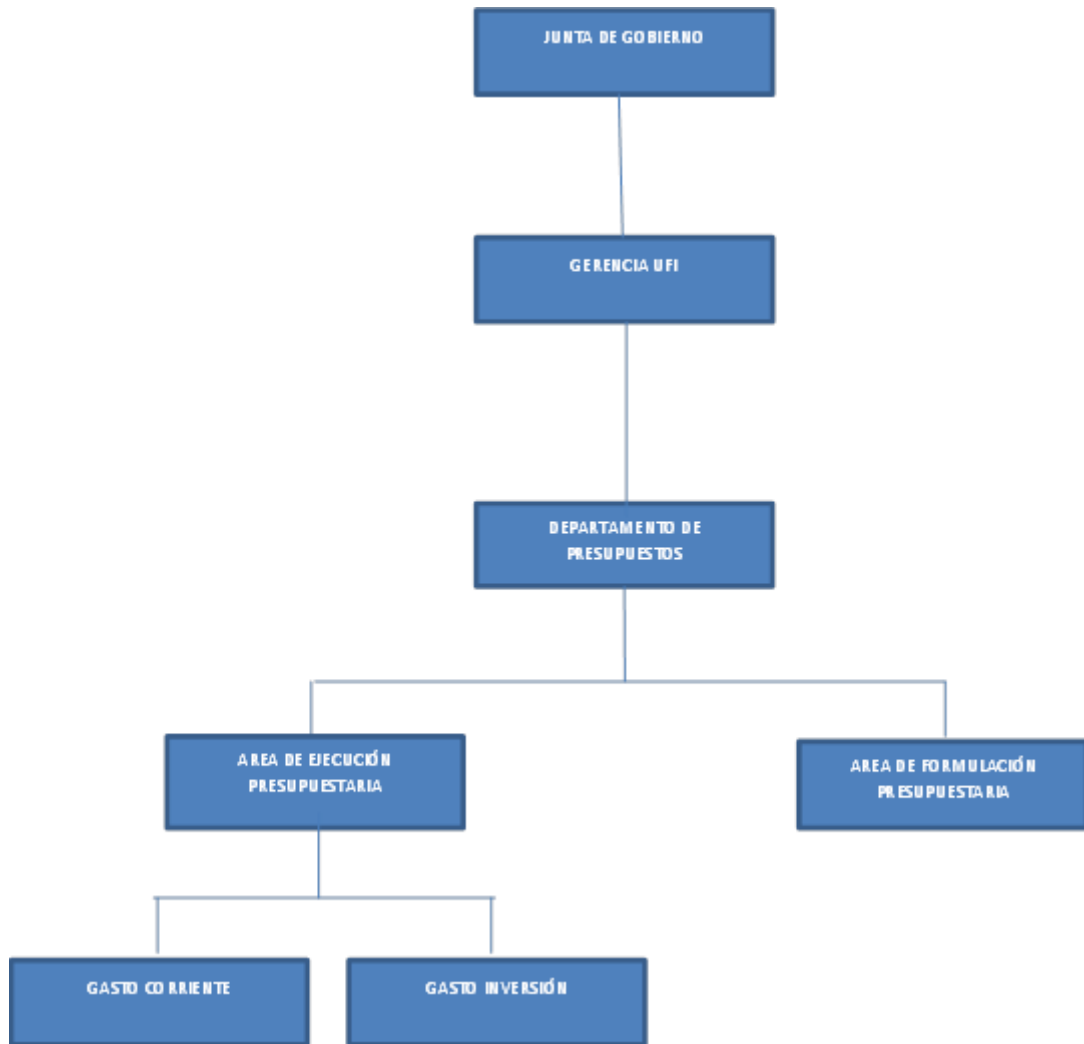 JUNTA DE GOBIERNO
GERENCIA UFI
DEPARTAMENTO DE
PRESUPUESTOS
AREA DE EJECUCIÓN
PRESUPUESTARIA
AREA DE FORMULACIÓN
PRESUPUESTARIA
GASTO CORRIENTE
GASTO INVERSIÓN